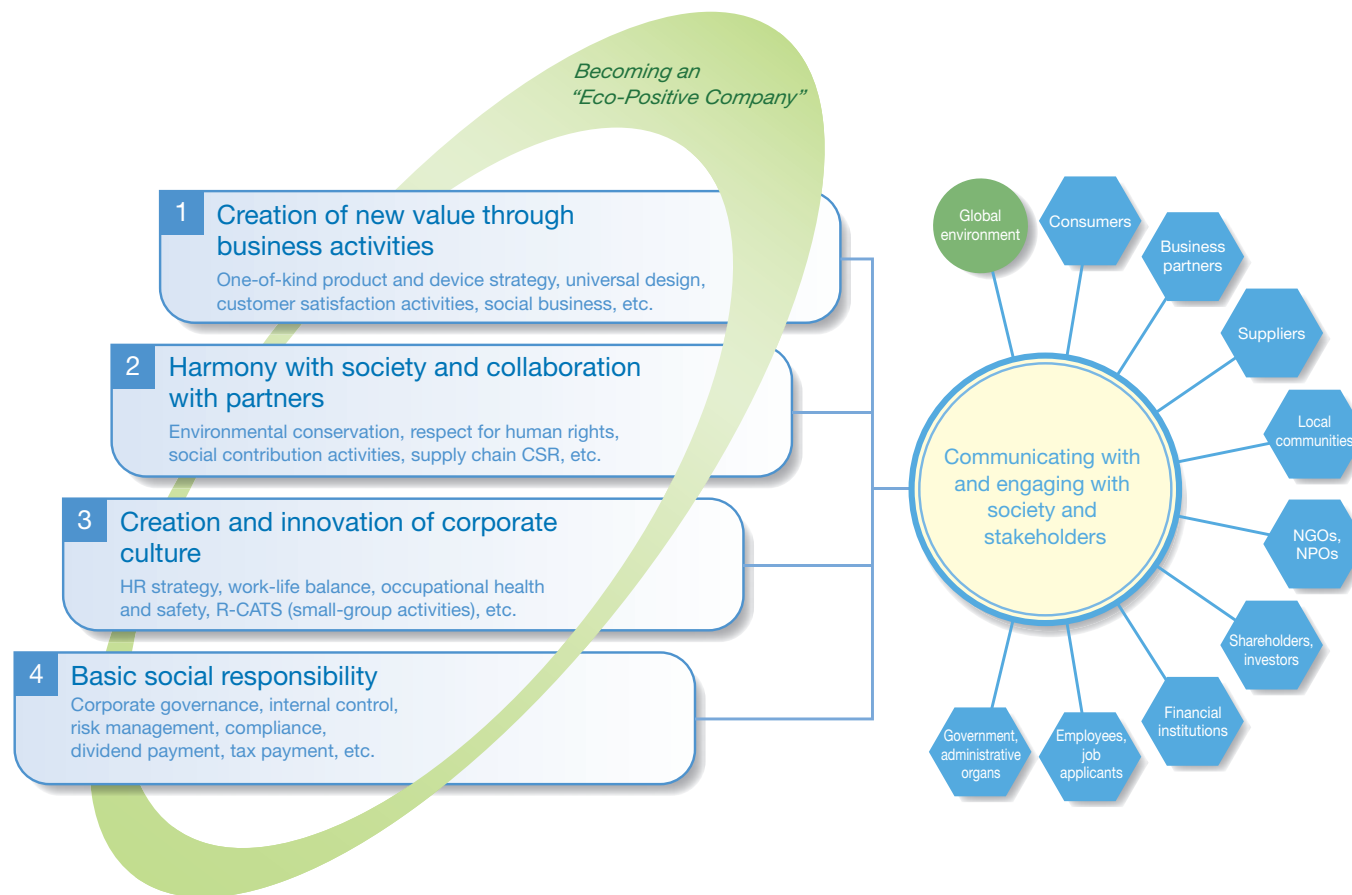 Becoming an
“Eco-Positive Company”
1
Creation of new value through
business activities
One-of-kind product and device strategy, universal design,
customer satisfaction activities, social business, etc.
2
Harmony with society and collaboration
with partners
Environmental conservation, respect for human rights,
social contribution activities, supply chain CSR, etc.
3
Creation and innovation of corporate
culture
HR strategy, work-life balance, occupational health
and safety, R-CATS (small-group activities), etc.
4
Basic social responsibility
Corporate governance, internal control,
risk management, compliance,
dividend payment, tax payment, etc.
Communicating with
and engaging with
society and
stakeholders
Global
environment
Consumers
Business
partners
Suppliers
Local
communities
NGOs,
NPOs
Shareholders,
investors
Financial
institutions
Employees,
job
applicants
Government,
administrative
organs